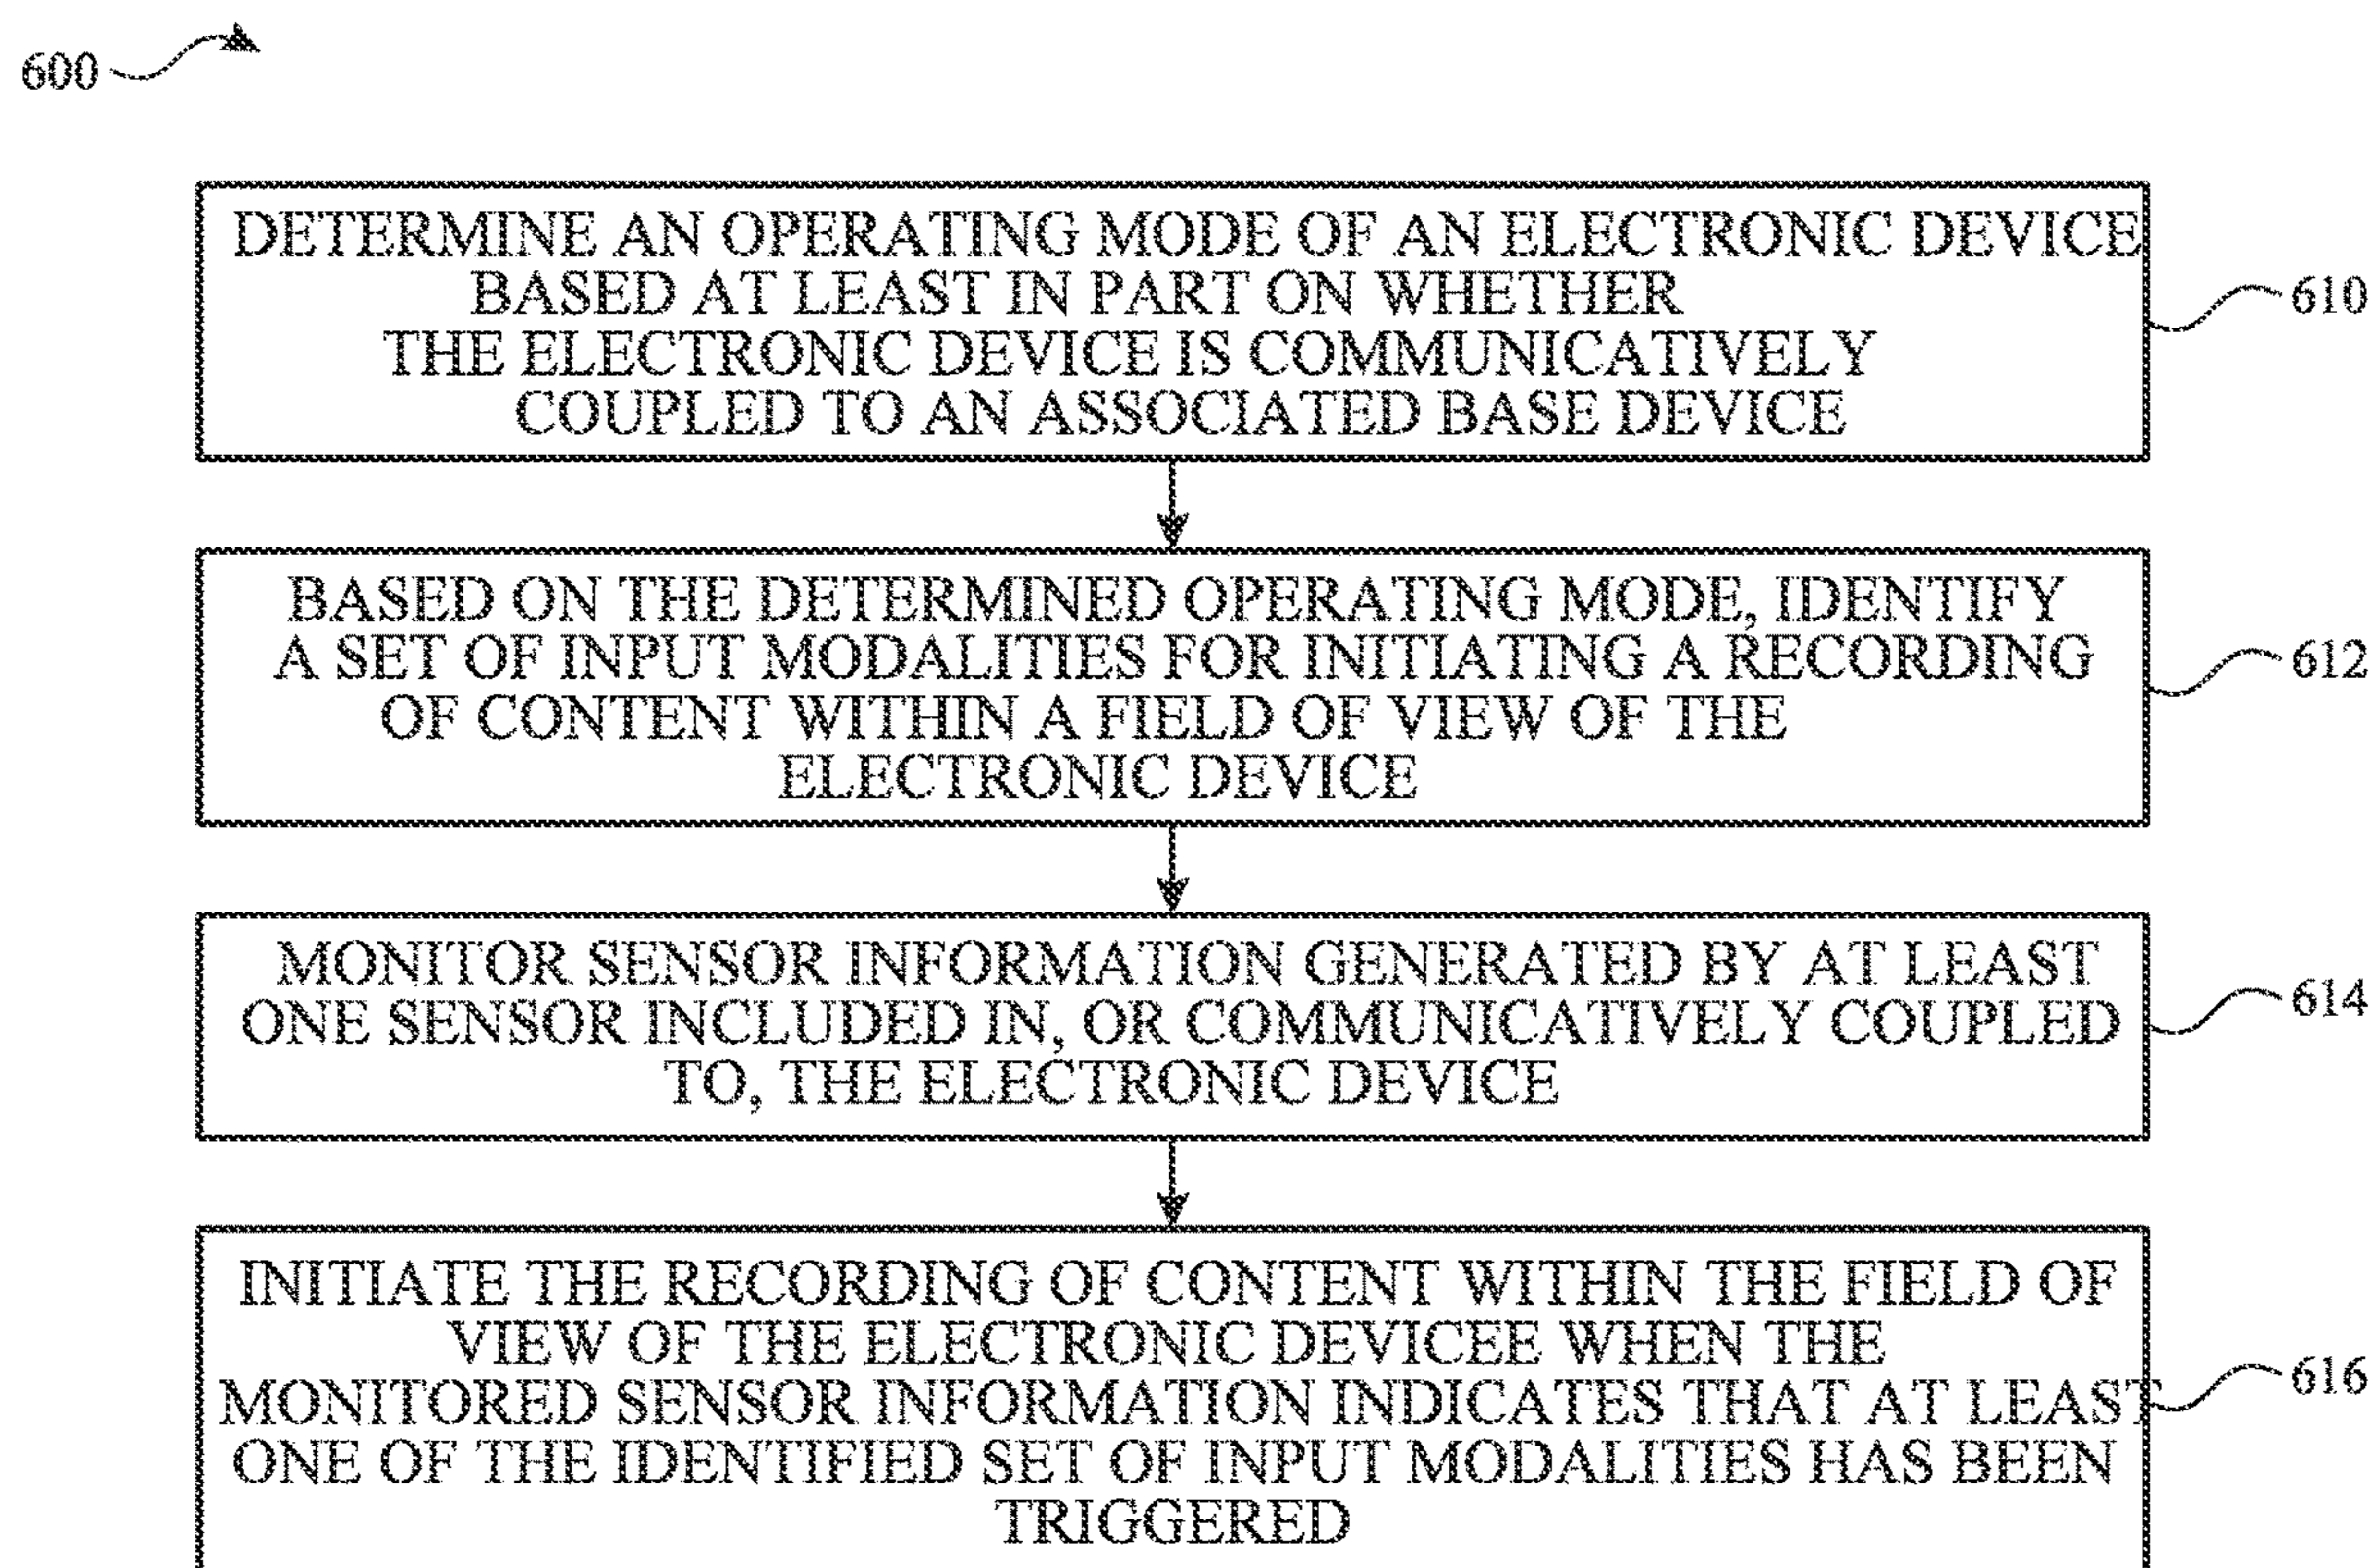 600
DETERMINE AN OPERATING MODE OF AN ELECTRONIC DEVICE
BASED AT LEAST IN PART ON WHETHER
THE ELECTRONIC DEVICE IS COMMUNICATIVELY
COUPLED TO AN ASSOCIATED BASE DEVICE
610
BASED ON THE DETERMINED OPERATING MODE, IDENTIFY
A SET OF INPUT MODALITIES FOR INITIATING A RECORDING
OF CONTENT WITHIN A FIELD OF VIEW OF THE
ELECTRONIC DEVICE
612
MONITOR SENSOR INFORMATION GENERATED BY AT LEAST
ONE SENSOR INCLUDED IN, OR COMMUNICATIVELY COUPLED
TO, THE ELECTRONIC DEVICE
614
INITIATE THE RECORDING OF CONTENT WITHIN THE FIELD OF
VIEW OF THE ELECTRONIC DEVICEE WHEN THE
MONITORED SENSOR INFORMATION INDICATES THAT AT LEAST
ONE OF THE IDENTIFIED SET OF INPUT MODALITIES HAS BEEN
TRIGGERED
616